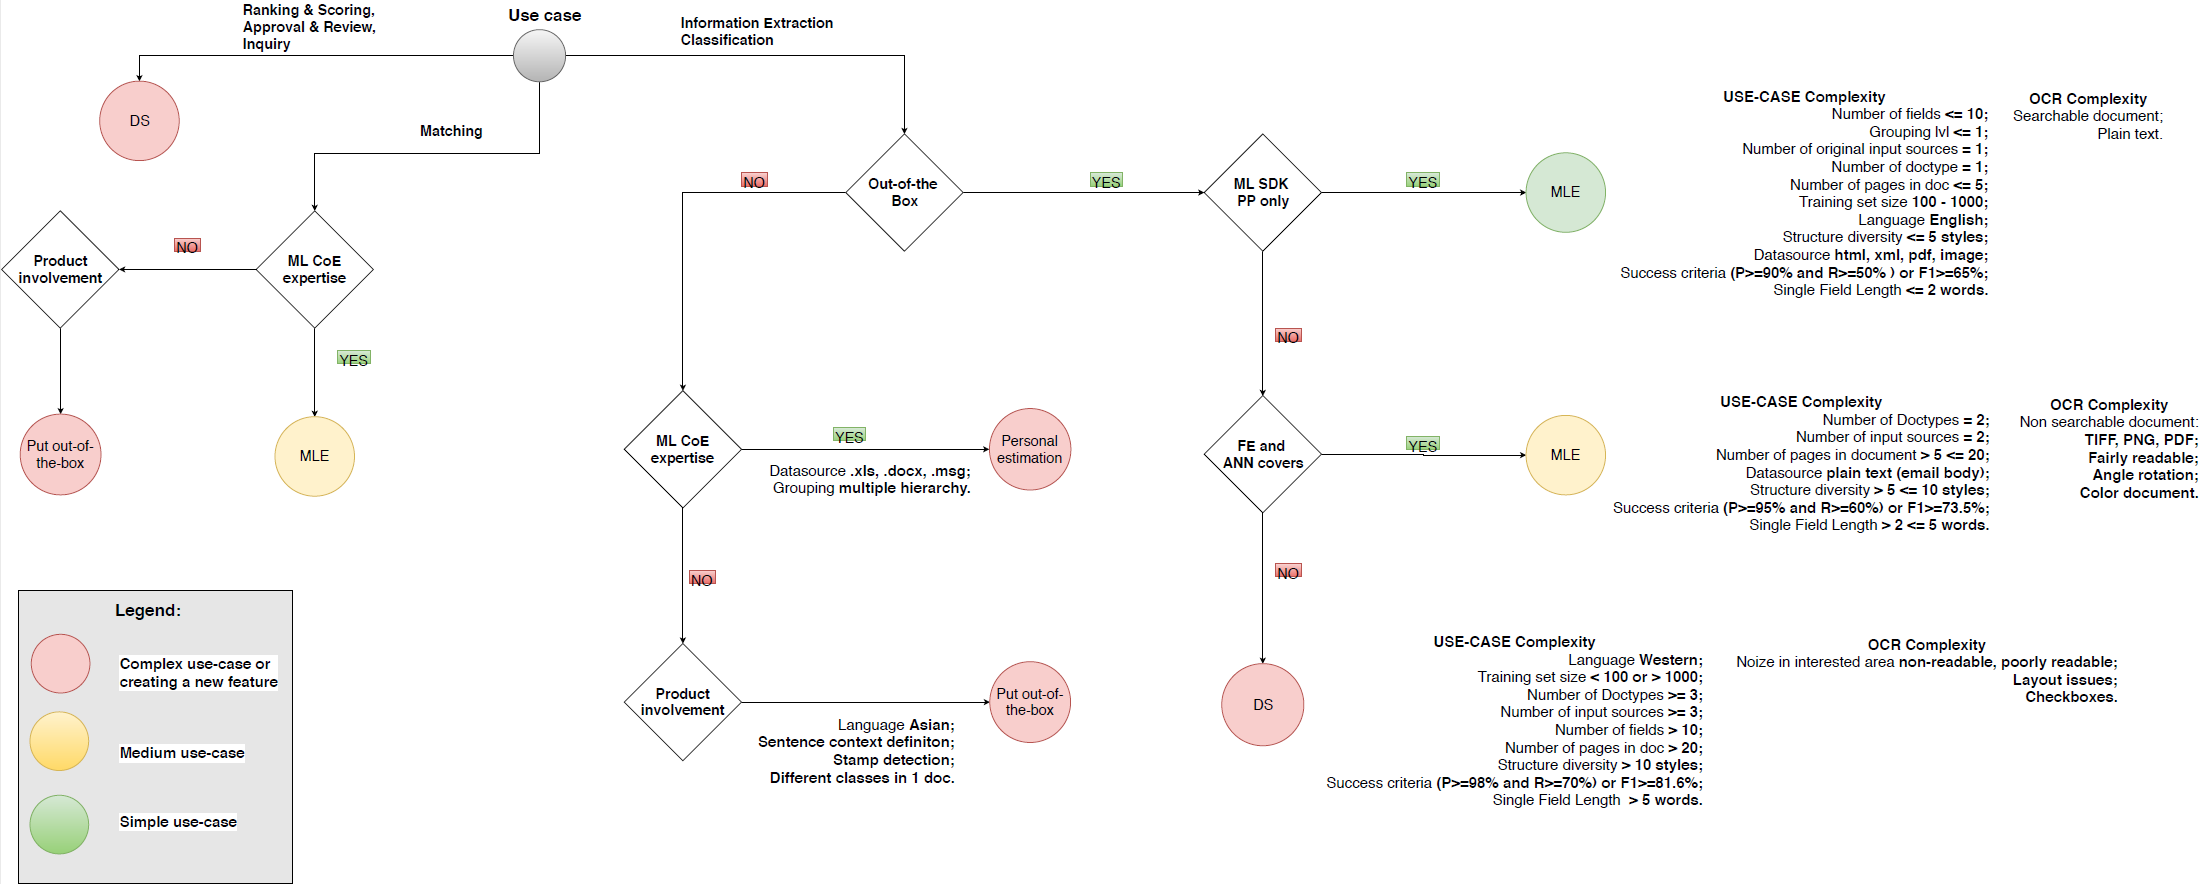 Ranking & Scoring,
Approval & Review,
Inquiry
Use case
Information Extraction
Classification
DS
Matching
NO
Product
involvement
ML CoE
expertise
YES
Put out-of-
the-box
MLE
NO
Out-of-the
Box
YES
ML SDK
PP only
YES
MLE
USE-CASE Complexity
Number of fields <= 10;
Grouping lvl <= 1;
Number of original input sources = 1;
Number of doctype = 1;
Number of pages in doc <= 5;
Training set size 100 - 1000;
Language English;
Structure diversity <= 5 styles;
Datasource html, xml, pdf, image;
Success criteria (P>=90% and R>=50% ) or F1>=65%;
Single Field Length <= 2 words.
OCR Complexity
Searchable document;
Plain text.
NO
ML CoE
expertise
YES
Datasource .xls, .docx, .msg;
Grouping multiple hierarchy.
Personal
estimation
FE and
ANN covers
YES
MLE
USE-CASE Complexity
Number of Doctypes = 2;
Number of input sources = 2;
Number of pages in document > 5 <= 20;
Datasource plain text (email body);
Structure diversity > 5 <= 10 styles;
Success criteria (P>=95% and R>=60%) or F1>=73.5%;
Single Field Length > 2 <= 5 words.
OCR Complexity
Non searchable document:
TIFF, PNG, PDF;
Fairly readable;
Angle rotation;
Color document.
NO
NO
Product
involvement
Language Asian;
Sentence context definiton;
Stamp detection;
Different classes in 1 doc.
Put out-of-
the-box
DS
USE-CASE Complexity
Language Western;
Training set size < 100 or > 1000;
Number of Doctypes >= 3;
Number of input sources >= 3;
Number of fields > 10;
Number of pages in doc > 20;
Structure diversity > 10 styles;
Success criteria (P>=98% and R>=70%) or F1>=81.6%;
Single Field Length > 5 words.
OCR Complexity
Noize in interested area non-readable, poorly readable;
Layout issues;
Checkboxes.
Legend:
Complex use-case or
creating a new feature
Medium use-case
Simple use-case